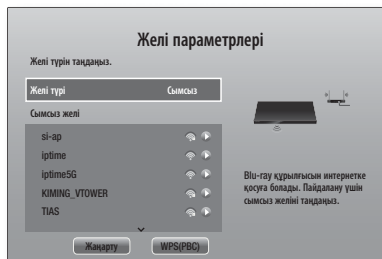 Желі параметрлері
Желі түрін таңдаңыз.
Желі түрі Сымсыз
Сымсыз желі
si-ap
iptime
iptime5G
KIMING_VTOWER
TIAS
Blu-ray құрылғысын интернетке
қосуға болады. Пайдалану үшін
сымсыз желіні таңдаңыз.
Жаңарту WPS(PBC)